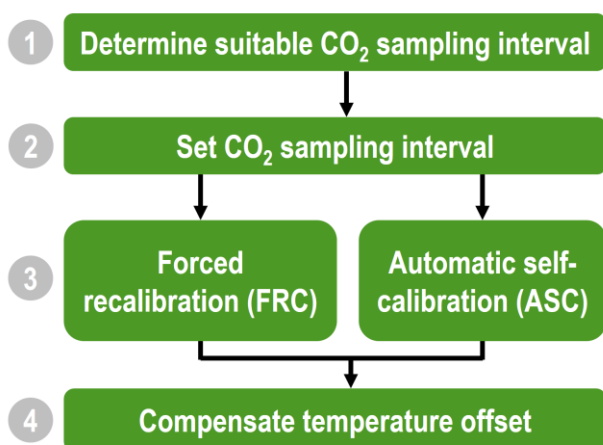 1
Determine suitable CO₂ sampling interval
2
Set CO₂ sampling interval
3
Forced
recalibration (FRC)
Automatic self-
calibration (ASC)
4
Compensate temperature offset